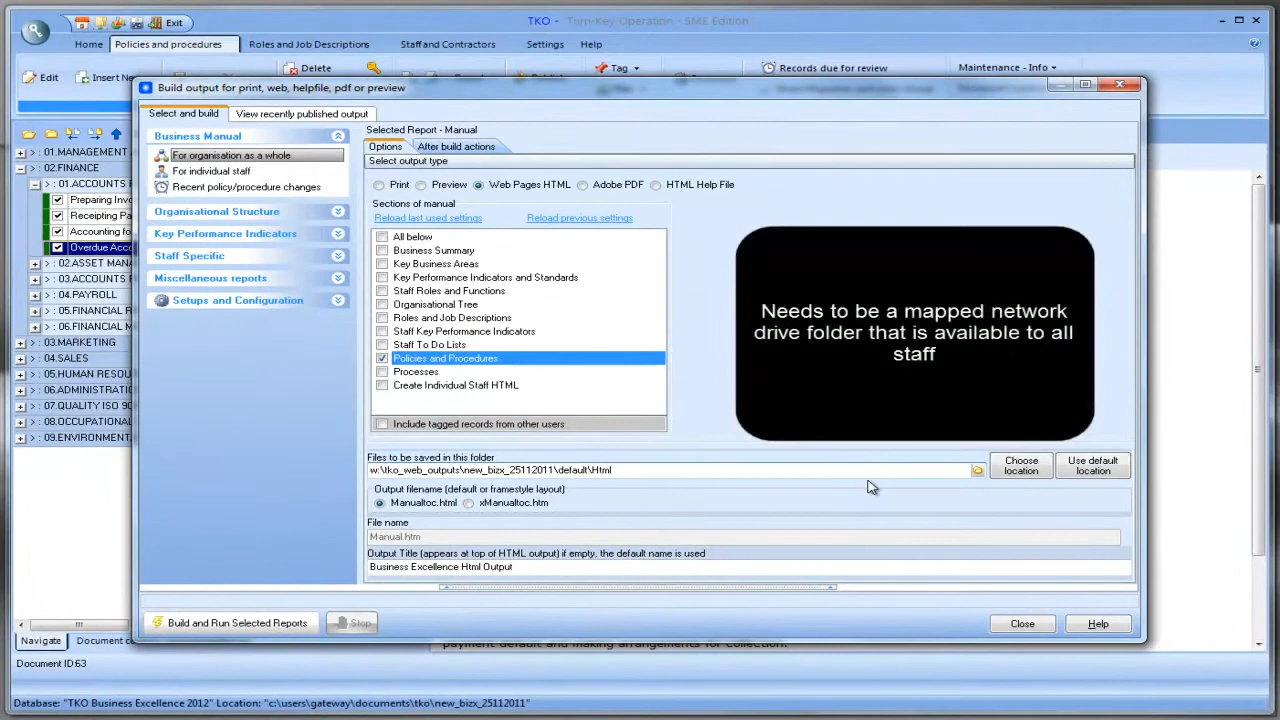 Exit
TKO - Turn-Key-Operation - SME Edition
Home
Policies and procedures
Roles and Job Descriptions
Staff and Contractors
Settings
Help
Edit
Insert Ne
Delete
Tag
Records due for review
Maintenance - Info
Build output for print, web, helpfile, pdf or preview
Select and build
View recently published output
Business Manual
For organisation as a whole
For individual staff
Recent policy/procedure changes
Organisational Structure
Key Performance Indicators
Staff Specific
Miscellaneous reports
Setups and Configuration
Selected Report - Manual
Options
After build actions
Select output type
Print
Preview
Web Pages HTML
Adobe PDF
HTML Help File
Sections of manual
Reload last used settings
Reload previous settings
All below
Business Summary
Key Business Areas
Key Performance Indicators and Standards
Staff Roles and Functions
Organisational Tree
Roles and Job Descriptions
Staff Key Performance Indicators
Staff To Do Lists
Policies and Procedures
Processes
Create Individual Staff HTML
Include tagged records from other users
Needs to be a mapped network
drive folder that is available to all
staff
Files to be saved in this folder
w:\tko_web_outputs\new_bizx_25112011\default\Html
Choose
location
Use default
location
Output filename (default or framestyle layout)
Manualtoc.html
xManualtoc.htm
File name
Manual.htm
Output Title (appears at top of HTML output) if empty, the default name is used
Business Excellence Html Output
Build and Run Selected Reports
Stop
Close
Help
> : 01.MANAGEMENT
> : 02.FINANCE
> : 01.ACCOUNTS
Preparing Invo
Receipting Pa
Accounting for
Overdue Acc
> : 02.ASSET MAN
> : 03.ACCOUNTS
> : 04.PAYROLL
> : 05.FINANCIAL
> : 06.FINANCIAL M
> : 03.MARKETING
> : 04.SALES
> : 05.HUMAN RESOU
> : 06.ADMINISTRATI
> : 07.QUALITY ISO 90
> : 08.OCCUPATIONAL
> : 09.ENVIRONMENT.
Navigate
Document co
payment default and making arrangements for collection.
Document ID:63
Database: "TKO Business Excellence 2012" Location: "c:\users\gateway\documents\tko\new_bizx_25112011"